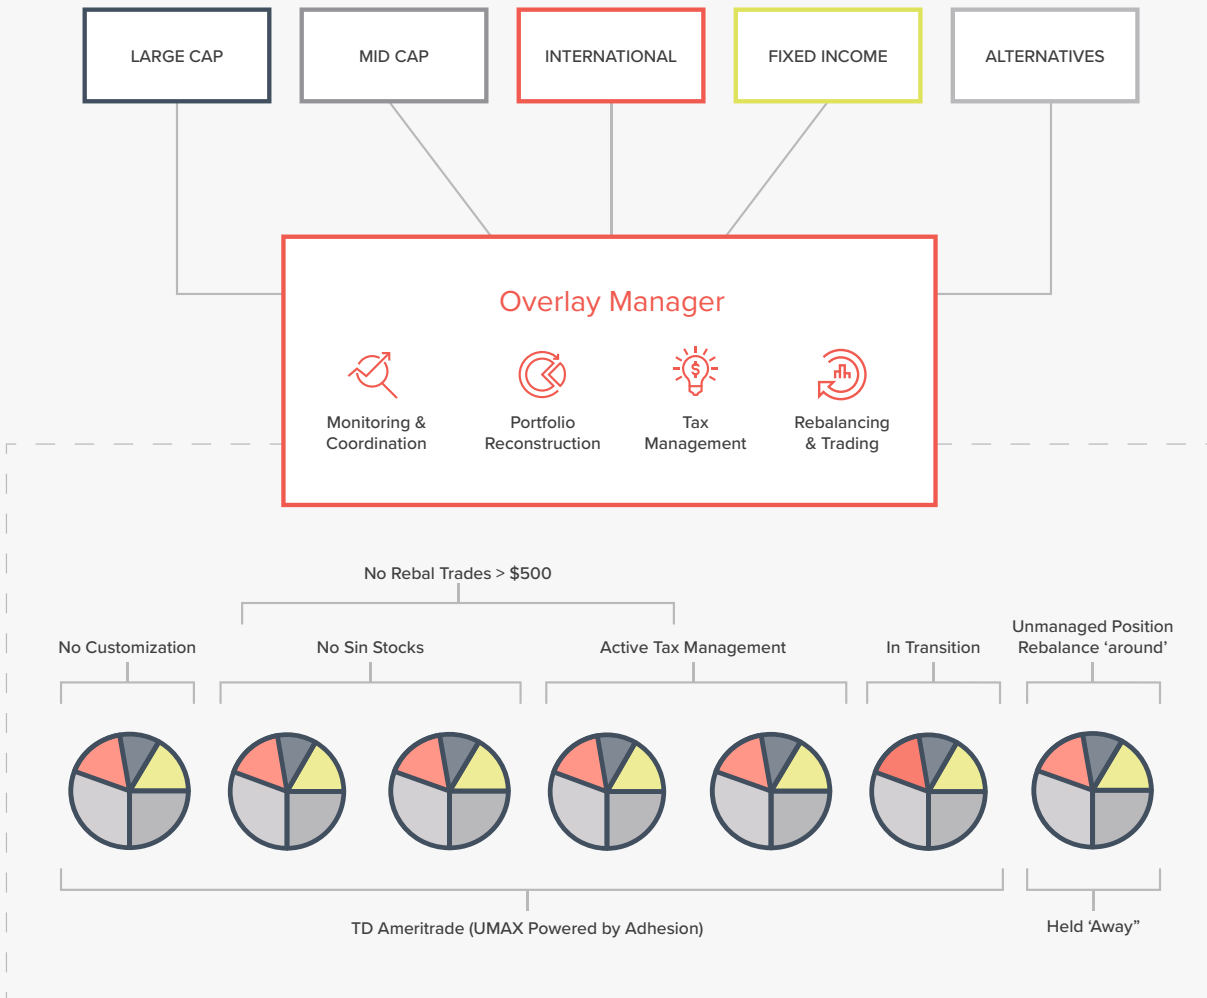 LARGE CAP
MID CAP
INTERNATIONAL
FIXED INCOME
ALTERNATIVES
Overlay Manager
$
Monitoring &
Coordination
Portfolio
Reconstruction
Tax
Management
Rebalancing
& Trading
No Rebal Trades > $500
No Customization
No Sin Stocks
Active Tax Management
In Transition
Unmanaged Position
Rebalance ‘around’
TD Ameritrade (UMAX Powered by Adhesion)
Held ‘Away”